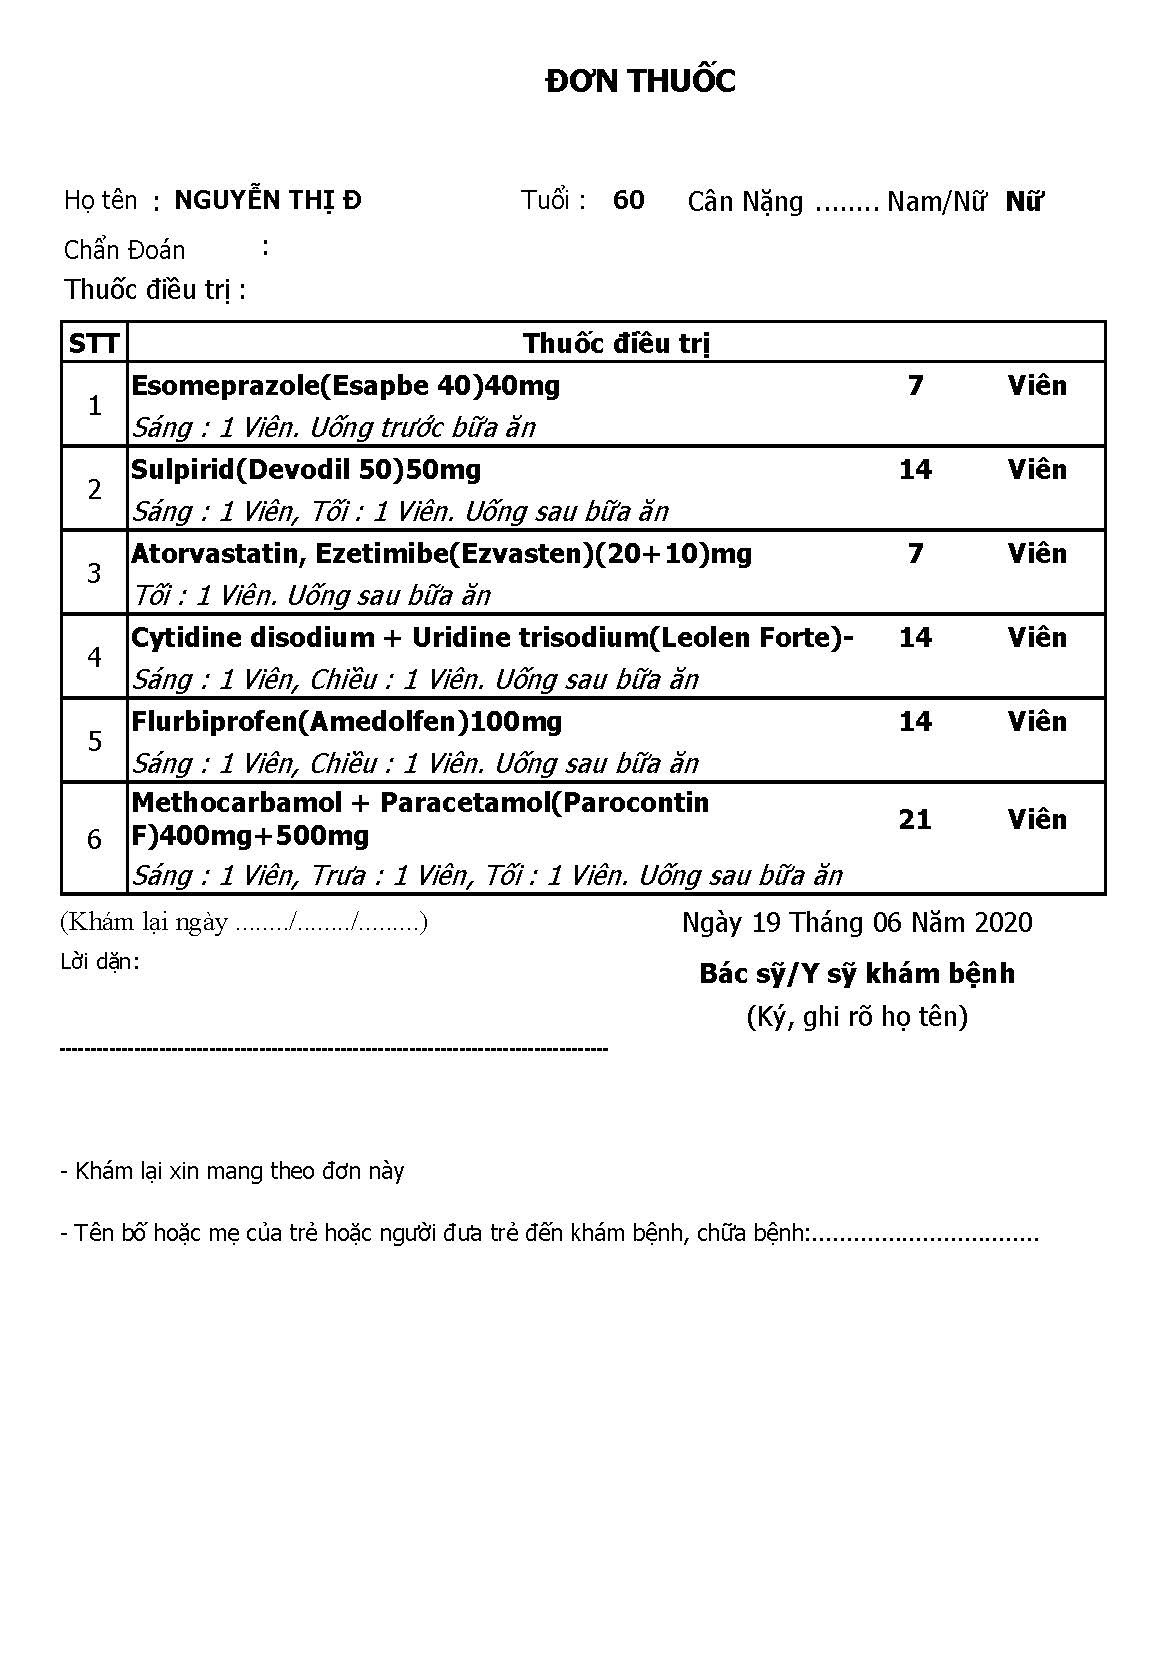 ĐƠN THUỐC
Họ tên : NGUYỄN THỊ Đ Tuổi : 60 Cân Nặng ........ Nam/Nữ Nữ
Chẩn Đoán :
Thuốc điều trị :
STT Thuốc điều trị
1 Esomeprazole(Esapbe 40)40mg 7 Viên
Sáng : 1 Viên. Uống trước bữa ăn
2 Sulpirid(Devodil 50)50mg 14 Viên
Sáng : 1 Viên, Tối : 1 Viên. Uống sau bữa ăn
3 Atorvastatin, Ezetimibe(Ezvasten)(20+10)mg 7 Viên
Tối : 1 Viên. Uống sau bữa ăn
4 Cytidine disodium + Uridine trisodium(Leolen Forte)- 14 Viên
Sáng : 1 Viên, Chiều : 1 Viên. Uống sau bữa ăn
5 Flurbiprofen(Amedolfen)100mg 14 Viên
Sáng : 1 Viên, Chiều : 1 Viên. Uống sau bữa ăn
Methocarbamol + Paracetamol(Parocontin
6 F)400mg+500mg 21 Viên
Sáng : 1 Viên, Trưa : 1 Viên, Tối : 1 Viên. Uống sau bữa ăn
(Khám lại ngày ......../......../.........) Ngày 19 Tháng 06 Năm 2020
Lời dặn:
Bác sỹ/Y sỹ khám bệnh
(Ký, ghi rõ họ tên)
- Khám lại xin mang theo đơn này
- Tên bố hoặc mẹ của trẻ hoặc người đưa trẻ đến khám bệnh, chữa bệnh:.................................